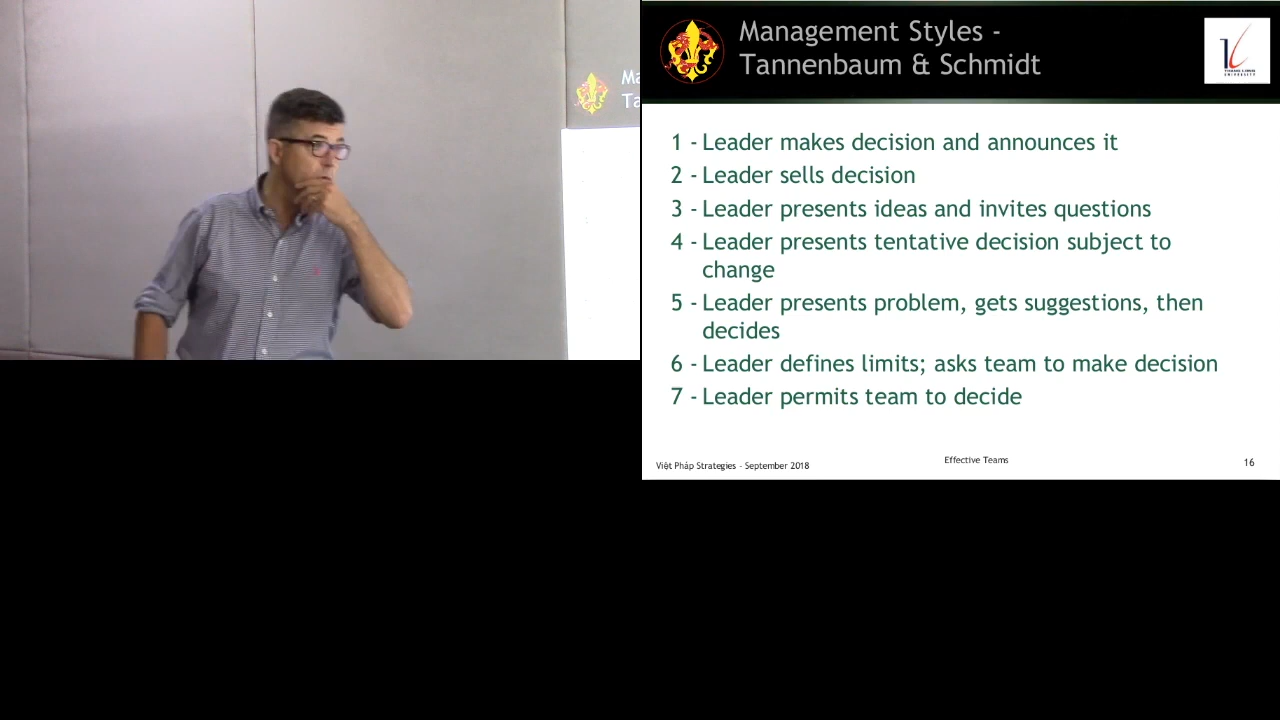 Ma
Ta
Management Styles -
Tannenbaum & Schmidt
1 - Leader makes decision and announces it
2 - Leader sells decision
3 - Leader presents ideas and invites questions
4 - Leader presents tentative decision subject to
change
5 - Leader presents problem, gets suggestions, then
decides
6 - Leader defines limits; asks team to make decision
7 - Leader permits team to decide
Việt Pháp Strategies - September 2018
Effective Teams
16